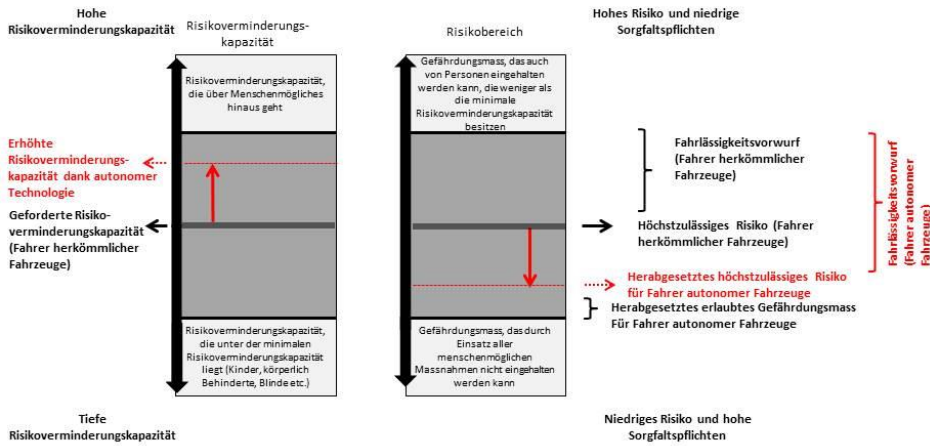 Hohe
Risikoverminderungskapazität
Risikoverminderungs-
kapazität
Risikoverminderungskapazität,
die über Menschenmögliches
hinaus geht
Erhöhte
Risikoverminderungs-
kapazität dank autonomer
Technologie
Geforderte Risiko-
verminderungskapazität
(Fahrer herkömmlicher
Fahrzeuge)
Risikoverminderungskapazität,
die unter der minimalen
Risikoverminderungskapazität
liegt (Kinder, körperlich
Behinderte, Blinde etc.)
Tiefe
Risikoverminderungskapazität
Hohes Risiko und niedrige
Sorgfaltspflichten
Risikobereich
Gefährdungsmass, das auch
von Personen eingehalten
werden kann, die weniger als
die minimale
Risikoverminderungskapazität
besitzen
Fahrlässigkeitsvorwurf
(Fahrer herkömmlicher
Fahrzeuge)
Höchstzulässiges Risiko (Fahrer
herkömmlicher Fahrzeuge)
Fahrlässigkeitsvorwurf
(Fahrer autonomer
Fahrzeuge)
Herabgesetztes höchstzulässiges Risiko
für Fahrer autonomer Fahrzeuge
Herabgesetztes erlaubtes Gefährdungsmass
Für Fahrer autonomer Fahrzeuge
Gefährdungsmass, das durch
Einsatz aller
menschenmöglichen
Massnahmen nicht eingehalten
werden kann
Niedriges Risiko und hohe
Sorgfaltspflichten